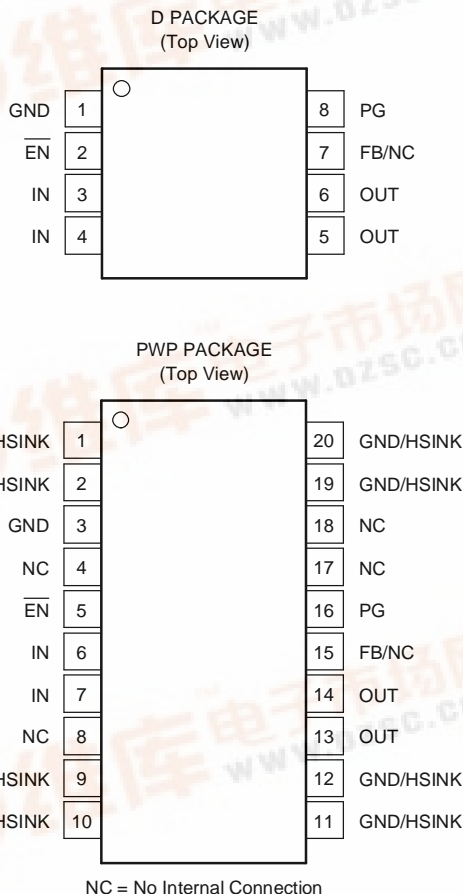 D PACKAGE
(Top View)
GND 1 8 PG
EN 2 7 FB/NC
IN 3 6 OUT
IN 4 5 OUT
PWP PACKAGE
(Top View)
HSINK 1 20 GND/HSINK
HSINK 2 19 GND/HSINK
GND 3 18 NC
NC 4 17 NC
EN 5 16 PG
IN 6 15 FB/NC
IN 7 14 OUT
NC 8 13 OUT
HSINK 9 12 GND/HSINK
HSINK 10 11 GND/HSINK
NC = No Internal Connection